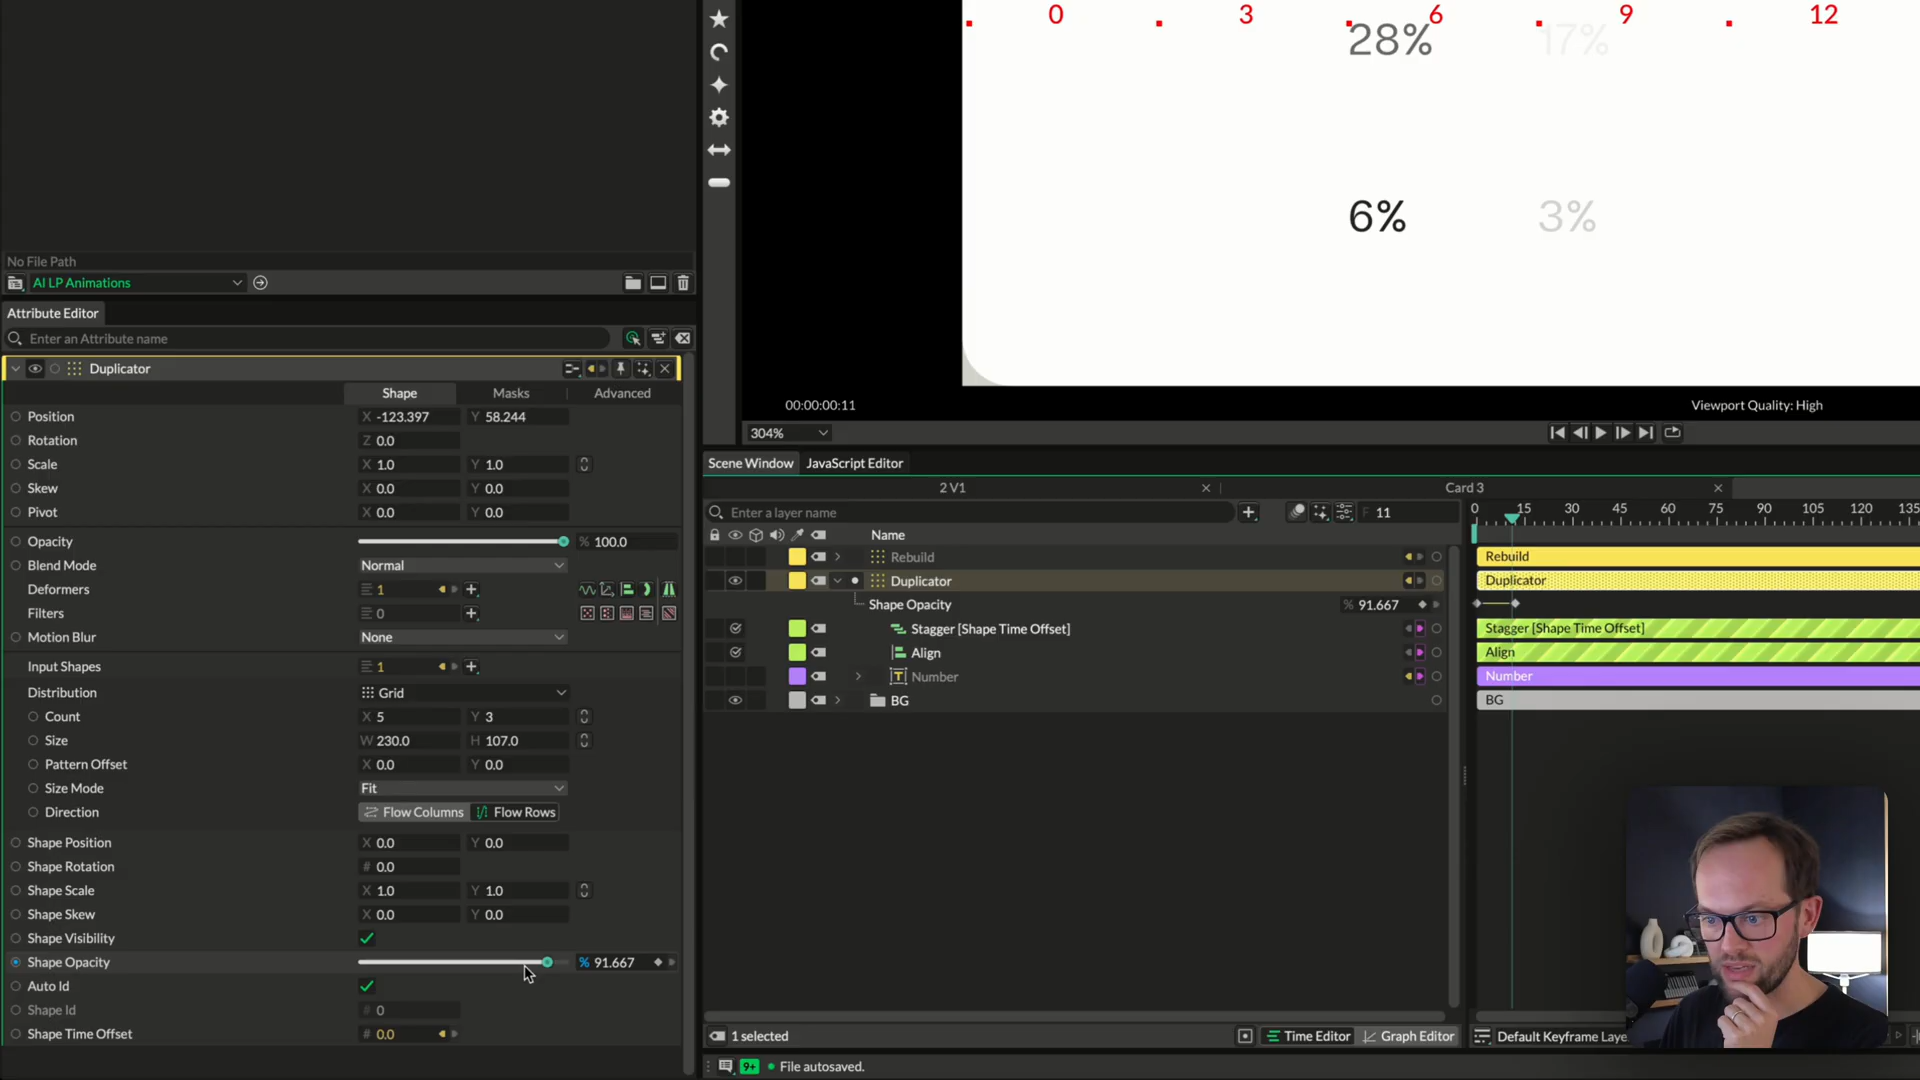 0 3 6 9 12
28% 17%
6% 3%
No File Path
AI LP Animations
Attribute Editor
Enter an Attribute name
Duplicator
Shape Masks Advanced
Position X -123.397 Y 58.244
Rotation Z 0.0
Scale X 1.0 Y 1.0
Skew X 0.0 Y 0.0
Pivot X 0.0 Y 0.0
Opacity % 100.0
Blend Mode Normal
Deformers 1
Filters 0
Motion Blur None
Input Shapes 1
Distribution Grid
Count X 5 Y 3
Size W 230.0 H 107.0
Pattern Offset X 0.0 Y 0.0
Size Mode Fit
Direction Flow Columns Flow Rows
Shape Position X 0.0 Y 0.0
Shape Rotation # 0.0
Shape Scale X 1.0 Y 1.0
Shape Skew X 0.0 Y 0.0
Shape Visibility
Shape Opacity % 91.667
Auto Id
Shape Id # 0
Shape Time Offset # 0.0
00:00:00:11 Viewport Quality: High
304%
Scene Window JavaScript Editor
2 V1 Card 3
Enter a layer name F 11
0 15 30 45 60 75 90 105 120 135
Name
Rebuild Rebuild
Duplicator Duplicator
Shape Opacity % 91.667
Stagger [Shape Time Offset] Stagger [Shape Time Offset]
Align Align
T Number Number
BG BG
1 selected Time Editor Graph Editor Default Keyframe Laye
9+ File autosaved.